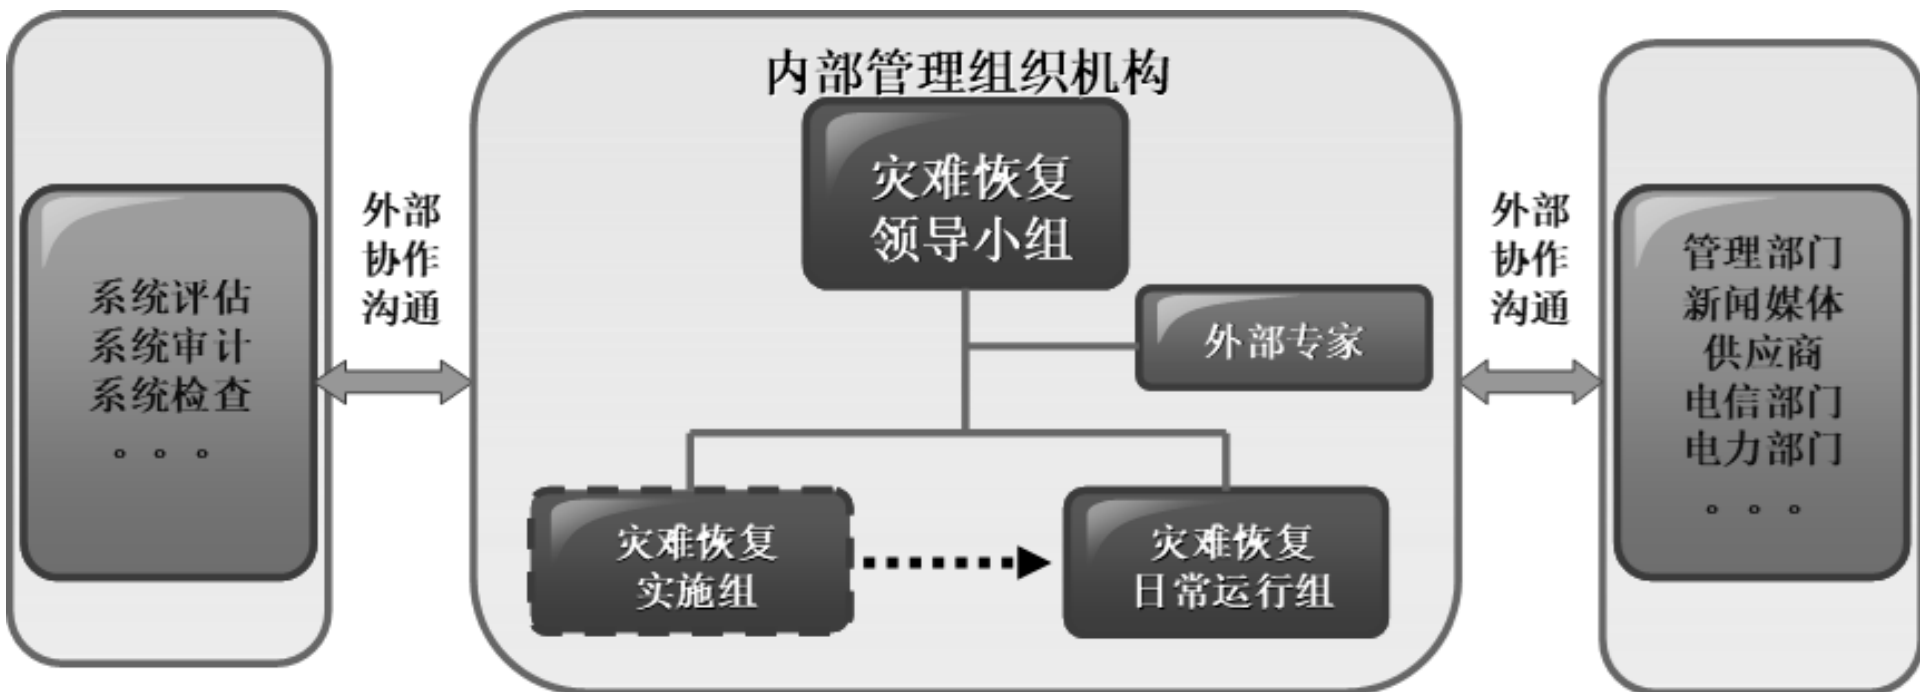 内部管理组织机构
灾难恢复
领导小组
外部专家
灾难恢复
实施组
灾难恢复
日常运行组
系统评估
系统审计
系统检查
。。。
外部
协作
沟通
外部
协作
沟通
管理部门
新闻媒体
供应商
电信部门
电力部门
。。。